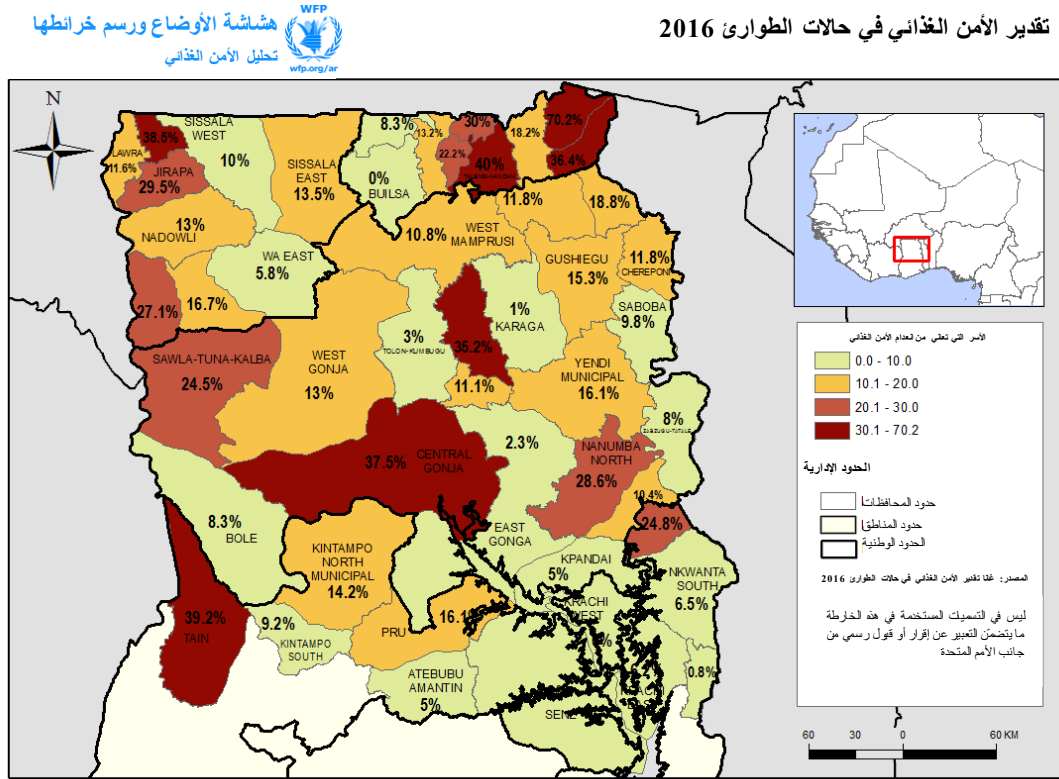 تقدير الأمن الغذائي في حالات الطوارئ 2016
WFP
wfp.org/ar
هشاشة الأوضاع ورسم خرائطها
تحليل الأمن الغذائي
N
38.5%
SISSALA
WEST
10%
LAWRA
11.6%
JIRAPA
29.5%
SISSALA
EAST
13.5%
8.3%
0%
BUILSA
13.2%
30%
22.2%
40%
18.2%
70.2%
36.4%
13%
NADOWLI
WA EAST
5.8%
16.7%
27.1%
10.8%
WEST
MAMPRUSI
11.8%
18.8%
GUSHIEGU
15.3%
11.8%
CHEREPONI
SABOBA
9.8%
1%
KARAGA
3%
TOLON-KUMBUGU
35.2%
11.1%
SAWLA-TUNA-KALBA
24.5%
WEST
GONJA
13%
YENDI
MUNICIPAL
16.1%
8%
ZABZUGU-TATALE
2.3%
NANUMBA
NORTH
28.6%
10.4%
24.8%
CENTRAL
GONJA
37.5%
EAST
GONGA
8.3%
BOLE
KINTAMPO
NORTH
MUNICIPAL
14.2%
KPANDAI
5%
NKWANTA
SOUTH
6.5%
KRACHI
WEST
39.2%
TAIN
9.2%
KINTAMPO
SOUTH
PRU
16.1
0.8%
ATEBUBU
AMANTIN
5%
SENE
الأسر التي تعاني من انعدام الأمن الغذائي
0.0 - 10.0
10.1 - 20.0
20.1 - 30.0
30.1 - 70.2
الحدود الإدارية
حدود المحافظات
حدود المناطق
الحدود الوطنية
المصدر: غانا تقدير الأمن الغذائي في حالات الطوارئ 2016
ليس في التسميات المستخدمة في هذه الخارطة
ما يتضمّن التعبير عن إقرار أو قبول رسمي من
جانب الأمم المتحدة
60 30 0 60 KM